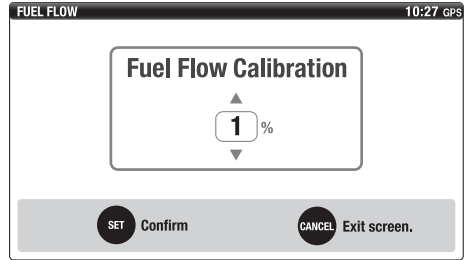 FUEL FLOW 10:27 GPS
Fuel Flow Calibration
1 %
SET Confirm CANCEL Exit screen.